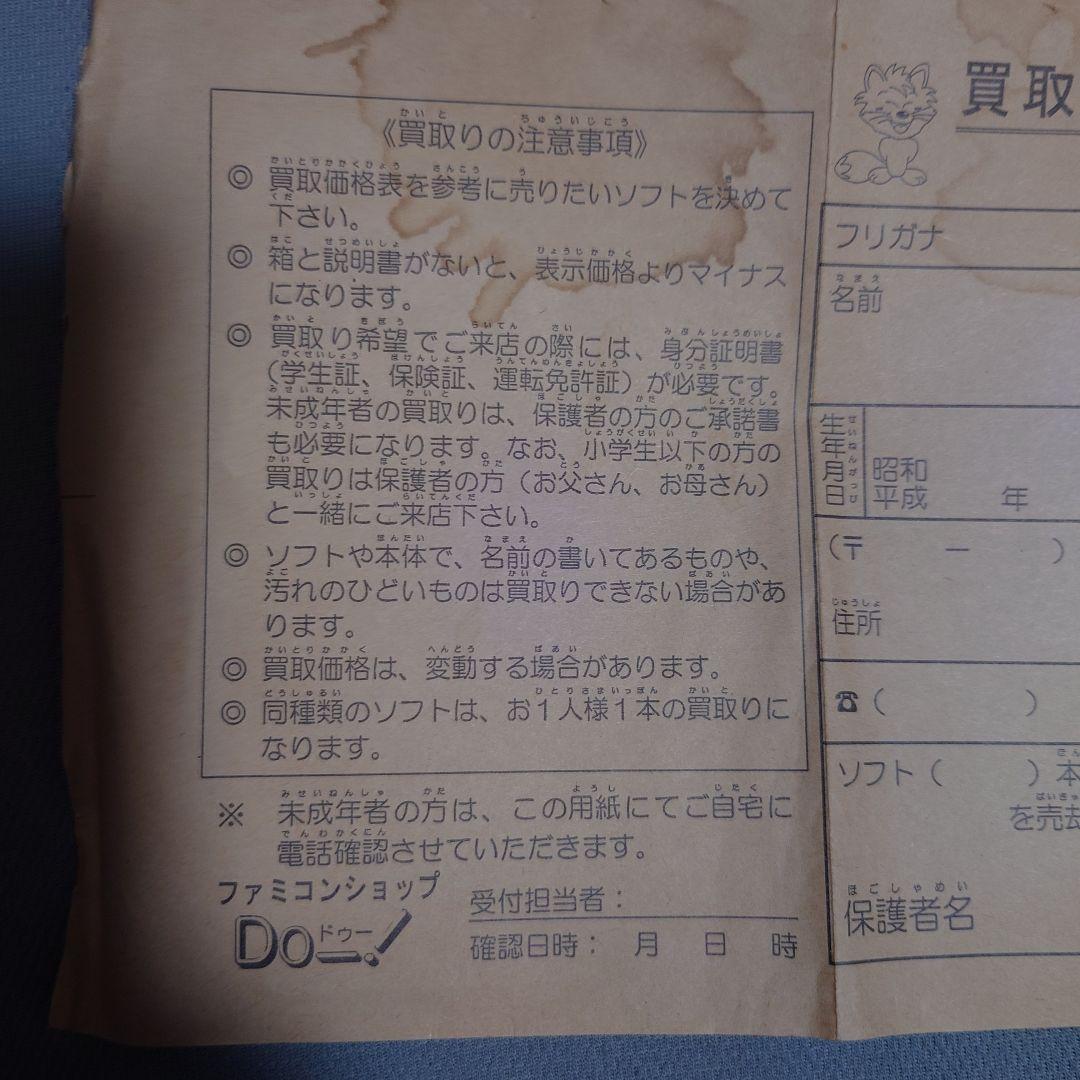 《買取りの注意事項》
◎ 買取価格表を参考に売りたいソフトを決めて
下さい。
◎ 箱と説明書がないと、表示価格よりマイナス
になります。
◎ 買取り希望でご来店の際には、身分証明書
(学生証、保険証、運転免許証)が必要です。
未成年者の買取りは、保護者の方のご承諾書
も必要になります。なお、小学生以下の方の
買取りは保護者の方(お父さん、お母さん)
と一緒にご来店下さい。
◎ ソフトや本体で、名前の書いてあるものや、
汚れのひどいものは買取りできない場合があ
ります。
◎ 買取価格は、変動する場合があります。
◎ 同種類のソフトは、お1人様1本の買取りに
なります。
※ 未成年者の方は、この用紙にてご自宅に
電話確認させていただきます。
ファミコンショップ
DO ドゥー!
受付担当者:
確認日時: 月 日 時
買取
フリガナ
名前
生年月日
昭和
平成 年
(〒 ー )
住所
☎( )
ソフト( )本
を売却
保護者名